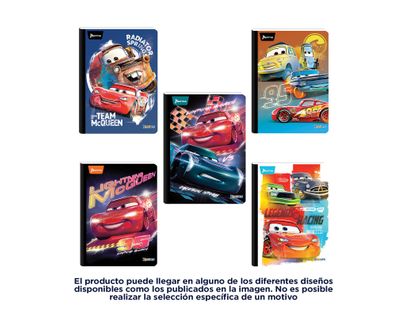 RADIATOR
SPRINGS
TEAM
McQUEEN
95
VS
LIGHTNING
McQUEEN
RACING
El producto puede llegar en alguno de los diferentes diseños
disponibles como los publicados en la imagen. No es posible
realizar la selección específica de un motivo